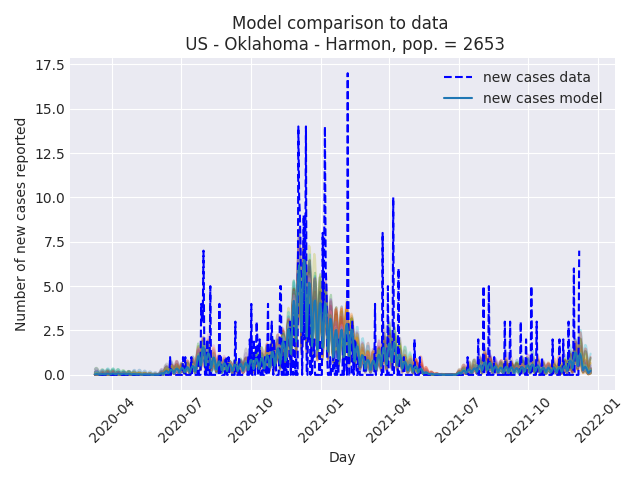 Model comparison to data
US - Oklahoma - Harmon, pop. = 2653
new cases data
new cases model
Number of new cases reported
17.5
15.0
12.5
10.0
7.5
5.0
2.5
0.0
2020-04
2020-07
2020-10
2021-01
2021-04
2021-07
2021-10
2022-01
Day